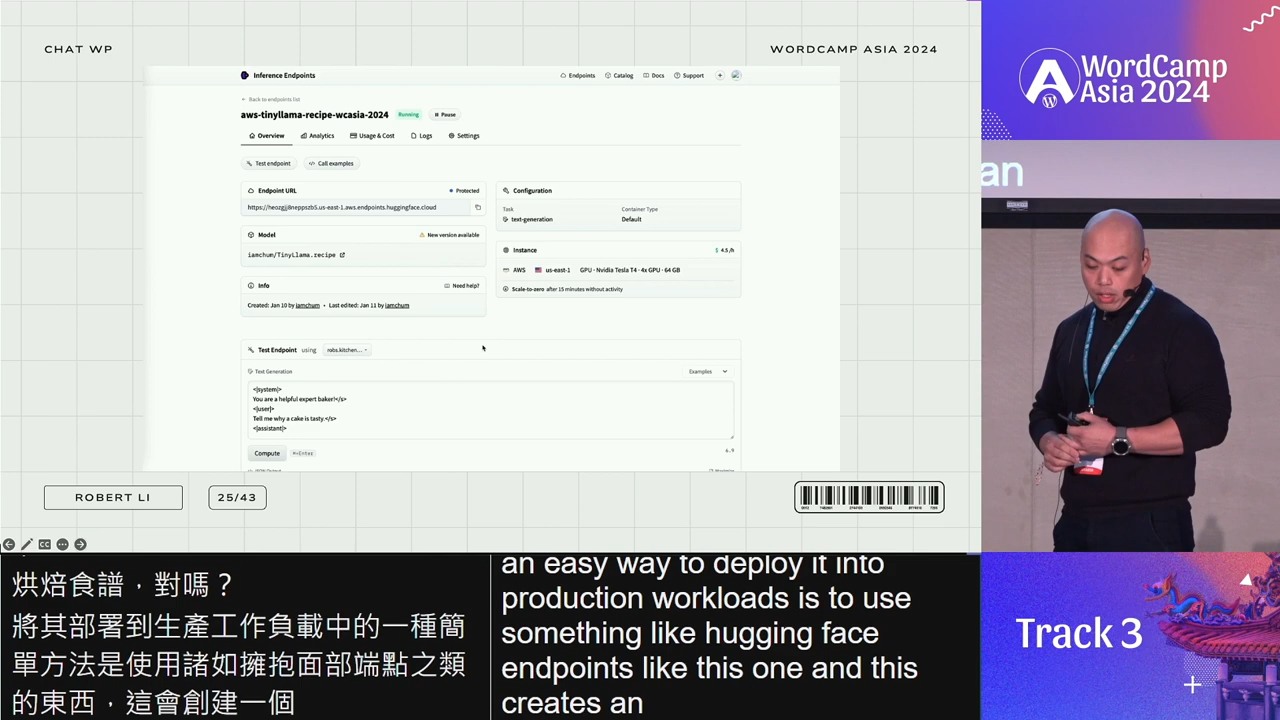 CHAT WP
WORDCAMP ASIA 2024
Inference Endpoints
Endpoints
Catalog
Docs
Support
Back to endpoints list
aws-tinyllama-recipe-wcasia-2024
Running
Pause
Overview
Analytics
Usage & Cost
Logs
Settings
Test endpoint
Call examples
Endpoint URL
Protected
Configuration
Task
Container Type
text-generation
Default
Model
New version available
iamchum/TinyLlama.recipe
Instance
AWS
us-east-1
GPU · Nvidia Tesla T4 · 4x GPU · 64 GB
Scale-to-zero after 15 minutes without activity
Info
Need help?
Created: Jan 10 by iamchum • Last edited: Jan 11 by iamchum
Test Endpoint using
robs.kitchen...
Text Generation
Examples
<|system|>
You are a helpful expert baker!</s>
<|user|>
Tell me why a cake is tasty.</s>
<|assistant|>
Compute
⌘+Enter
6.9
ROBERT LI
25/43
烘焙食譜，對嗎？
將其部署到生產工作負載中的一種簡
單方法是使用諸如擁抱面部端點之類
的東西，這會創建一個
an easy way to deploy it into
production workloads is to use
something like hugging face
endpoints like this one and this
creates an
WordCamp
Asia 2024
an
Track 3